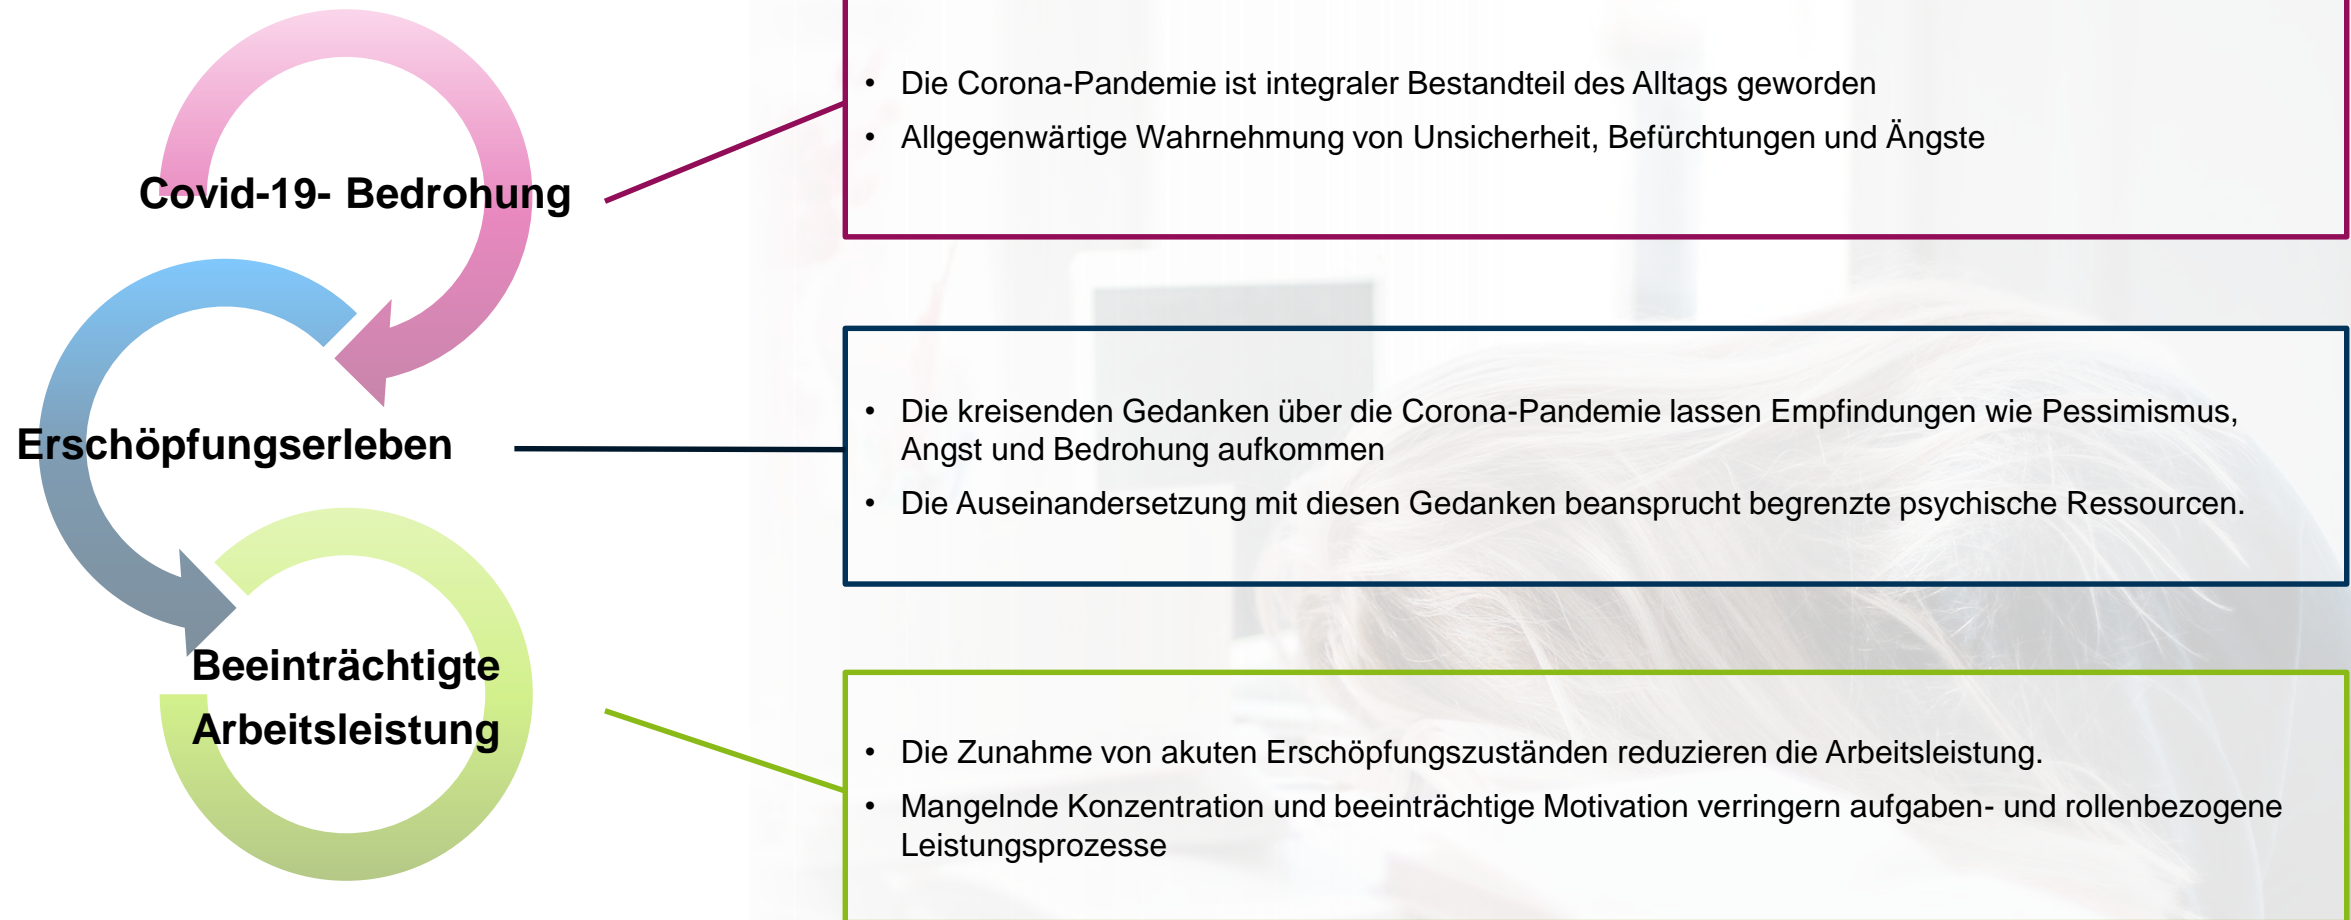 Covid-19- Bedrohung
• Die Corona-Pandemie ist integraler Bestandteil des Alltags geworden
• Allgegenwärtige Wahrnehmung von Unsicherheit, Befürchtungen und Ängste
Erschöpfungserleben
• Die kreisenden Gedanken über die Corona-Pandemie lassen Empfindungen wie Pessimismus,
Angst und Bedrohung aufkommen
• Die Auseinandersetzung mit diesen Gedanken beansprucht begrenzte psychische Ressourcen.
Beeinträchtigte
Arbeitsleistung
• Die Zunahme von akuten Erschöpfungszuständen reduzieren die Arbeitsleistung.
• Mangelnde Konzentration und beeinträchtige Motivation verringern aufgaben- und rollenbezogene
Leistungsprozesse